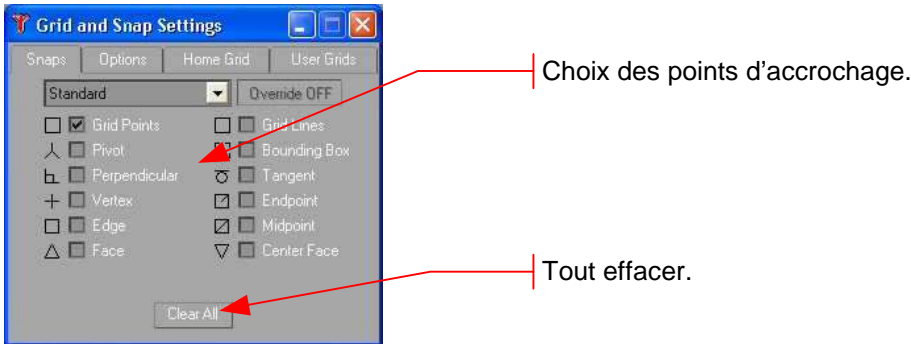 Grid and Snap Settings
Snaps Options Home Grid User Grids
Standard Override OFF
Grid Points Grid Lines
Pivot Bounding Box
Perpendicular Tangent
Vertex Endpoint
Edge Midpoint
Face Center Face
Clear All
Choix des points d’accrochage.
Tout effacer.